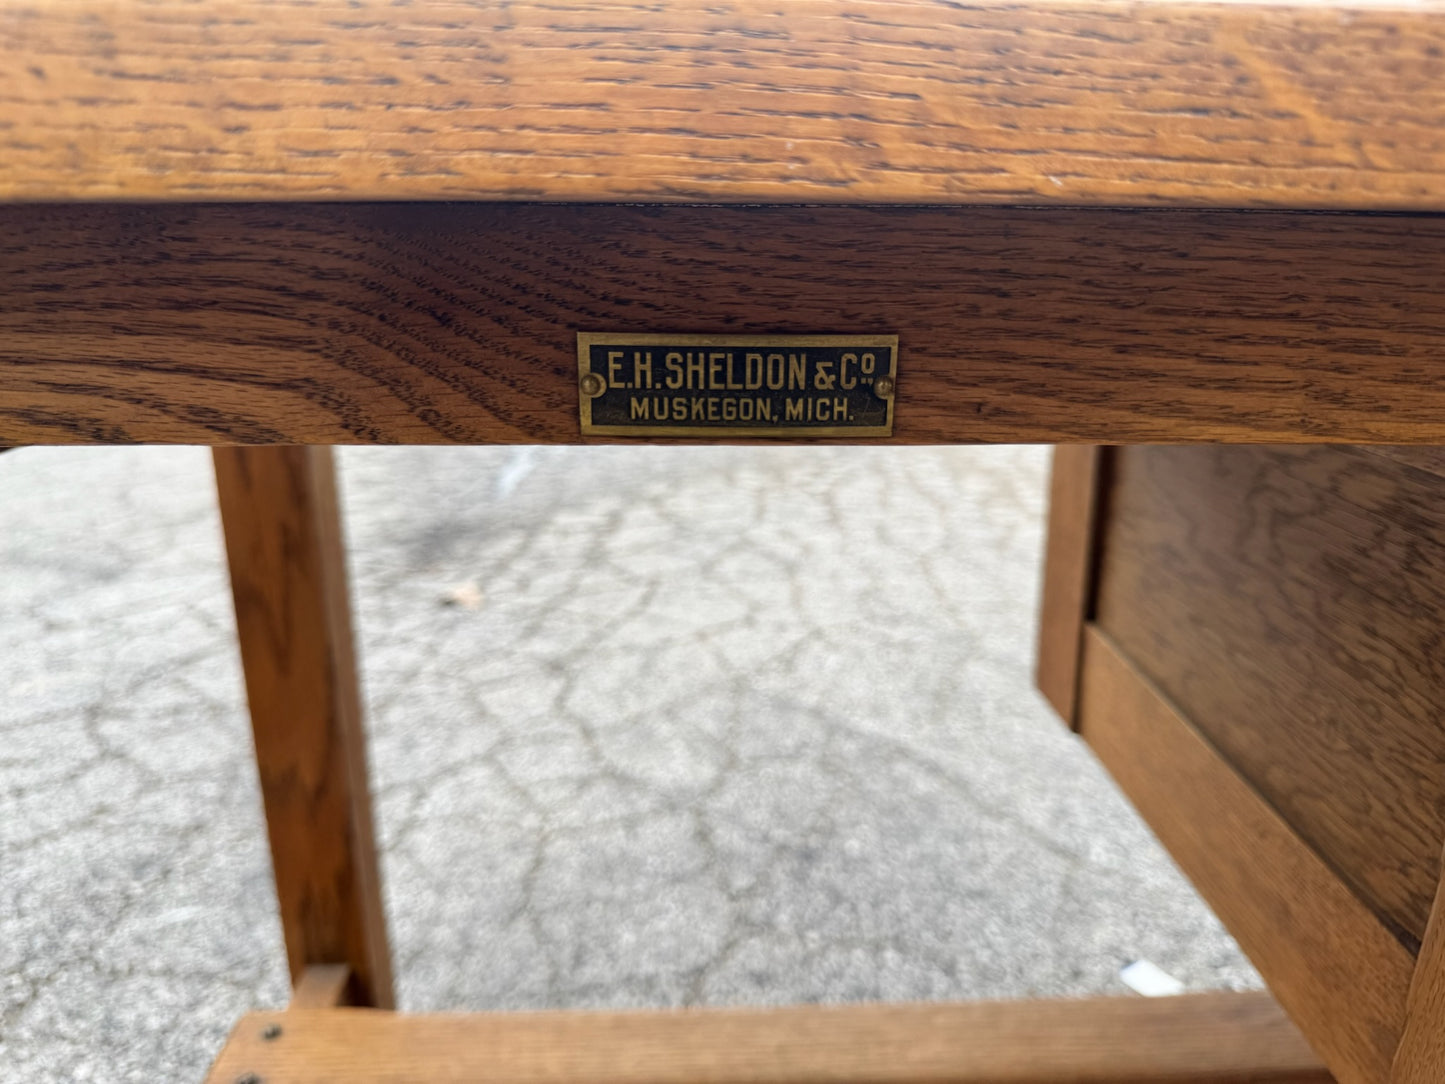 E.H. SHELDON & Cº.,
MUSKEGON, MICH.